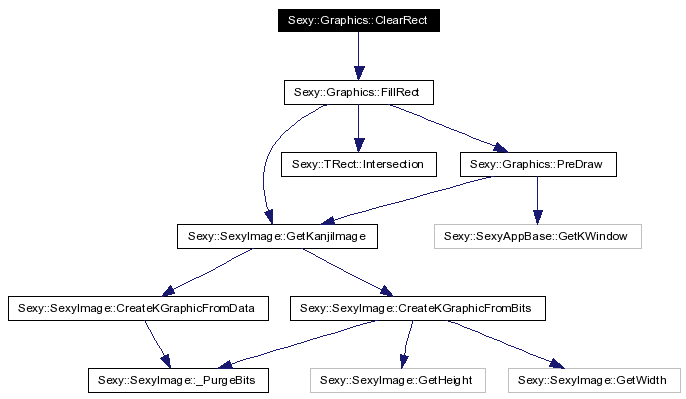 Sexy::Graphics::ClearRect
Sexy::Graphics::FillRect
Sexy::TRect::Intersection
Sexy::Graphics::PreDraw
Sexy::SexyImage::GetKanjiImage
Sexy::SexyAppBase::GetKWindow
Sexy::SexyImage::CreateKGraphicFromData
Sexy::SexyImage::CreateKGraphicFromBits
Sexy::SexyImage::_PurgeBits
Sexy::SexyImage::GetHeight
Sexy::SexyImage::GetWidth